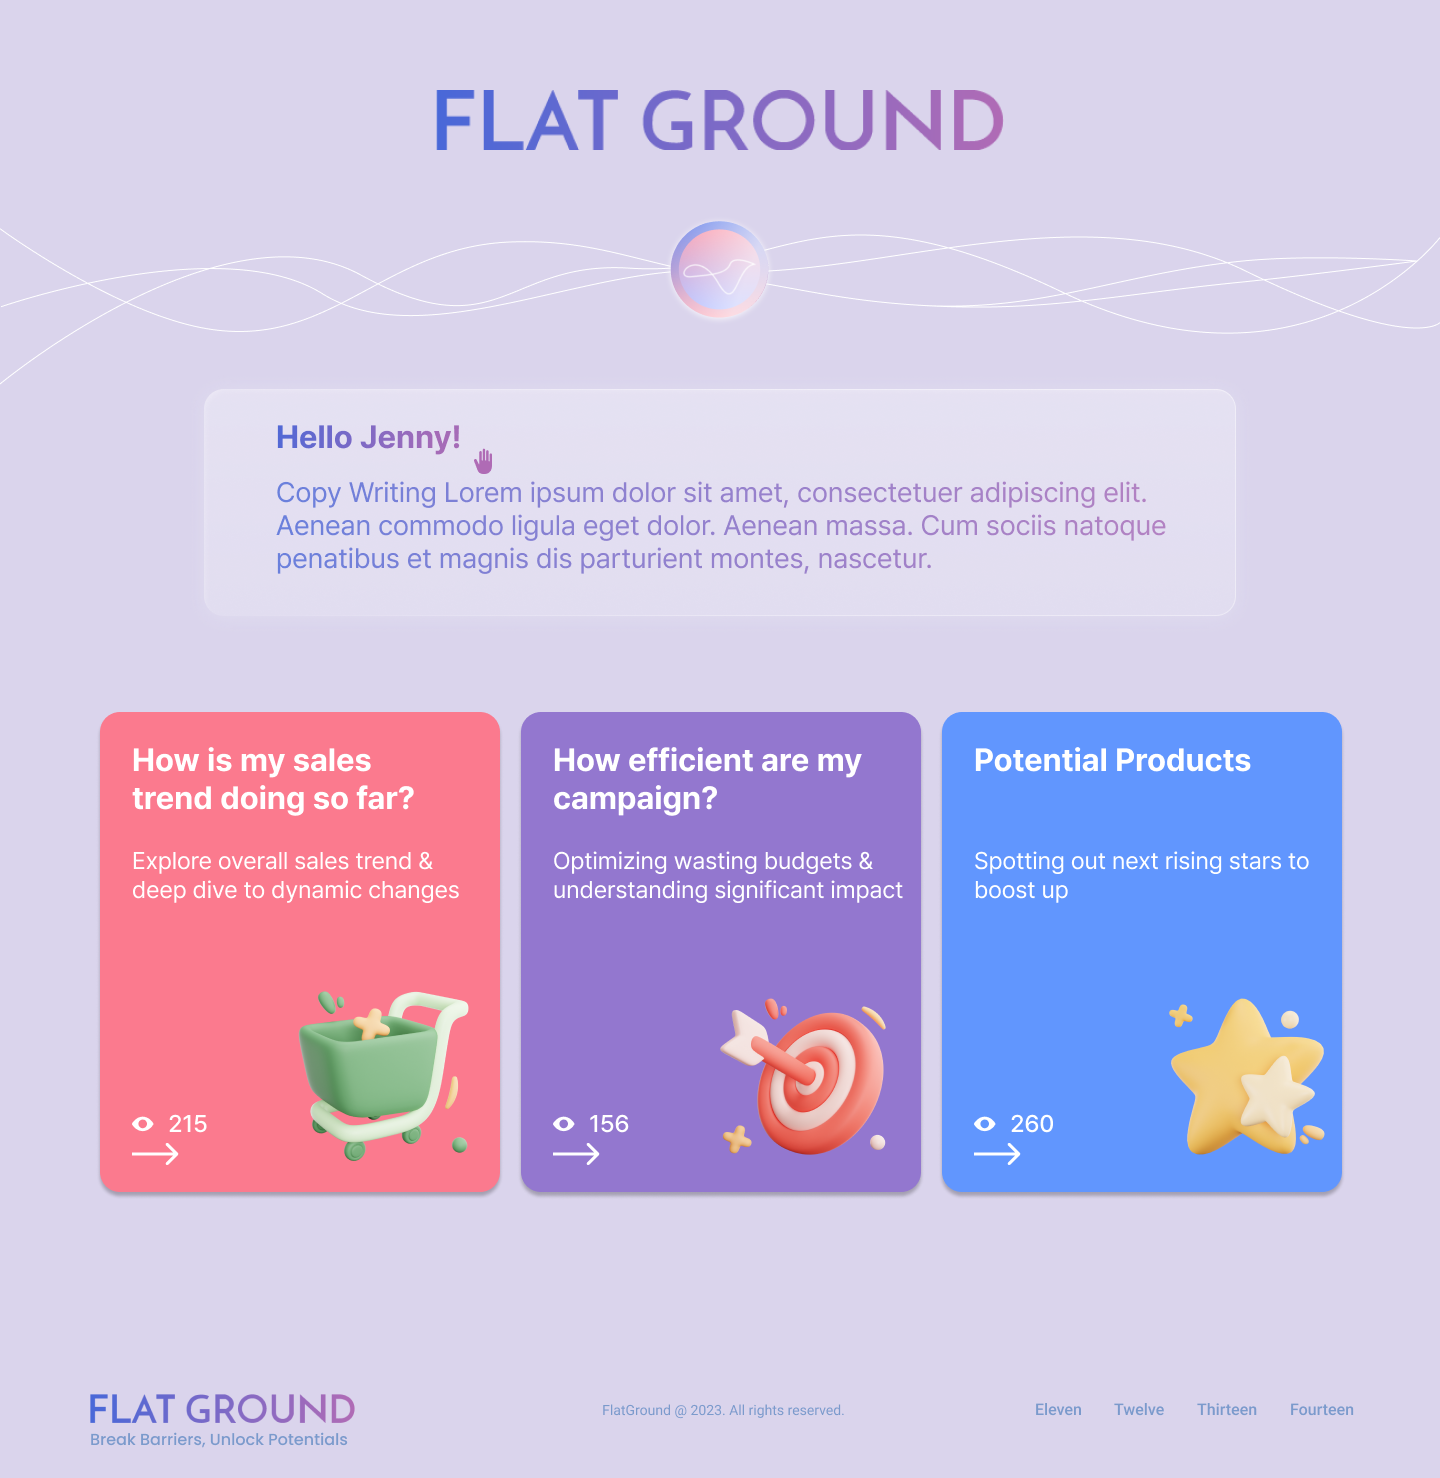 FLAT GROUND
Hello Jenny!
Copy Writing Lorem ipsum dolor sit amet, consectetuer adipiscing elit.
Aenean commodo ligula eget dolor. Aenean massa. Cum sociis natoque
penatibus et magnis dis parturient montes, nascetur.
How is my sales
trend doing so far?
Explore overall sales trend &
deep dive to dynamic changes
215
How efficient are my
campaign?
Optimizing wasting budgets &
understanding significant impact
156
Potential Products
Spotting out next rising stars to
boost up
260
FLAT GROUND
Break Barriers, Unlock Potentials
FlatGround @ 2023. All rights reserved.
Eleven Twelve Thirteen Fourteen